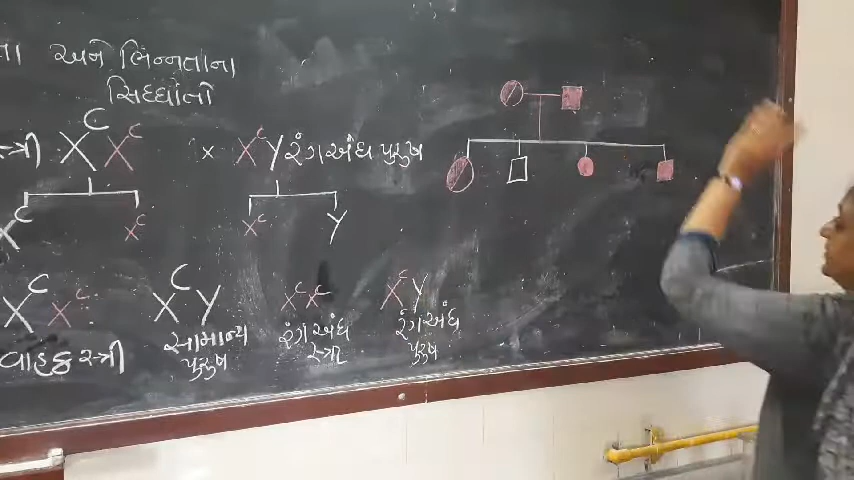 અને ભિન્નતાના
સિદ્ધાંતો
સ્ત્રી X^C X^C x X^C Y રંગઅંધ પુરુષ
X^C X^C X^C Y
X^C X^C X^C Y X^C X^C X^C Y
વાહક સ્ત્રી સામાન્ય પુરુષ રંગઅંધ સ્ત્રી રંગઅંધ પુરુષ